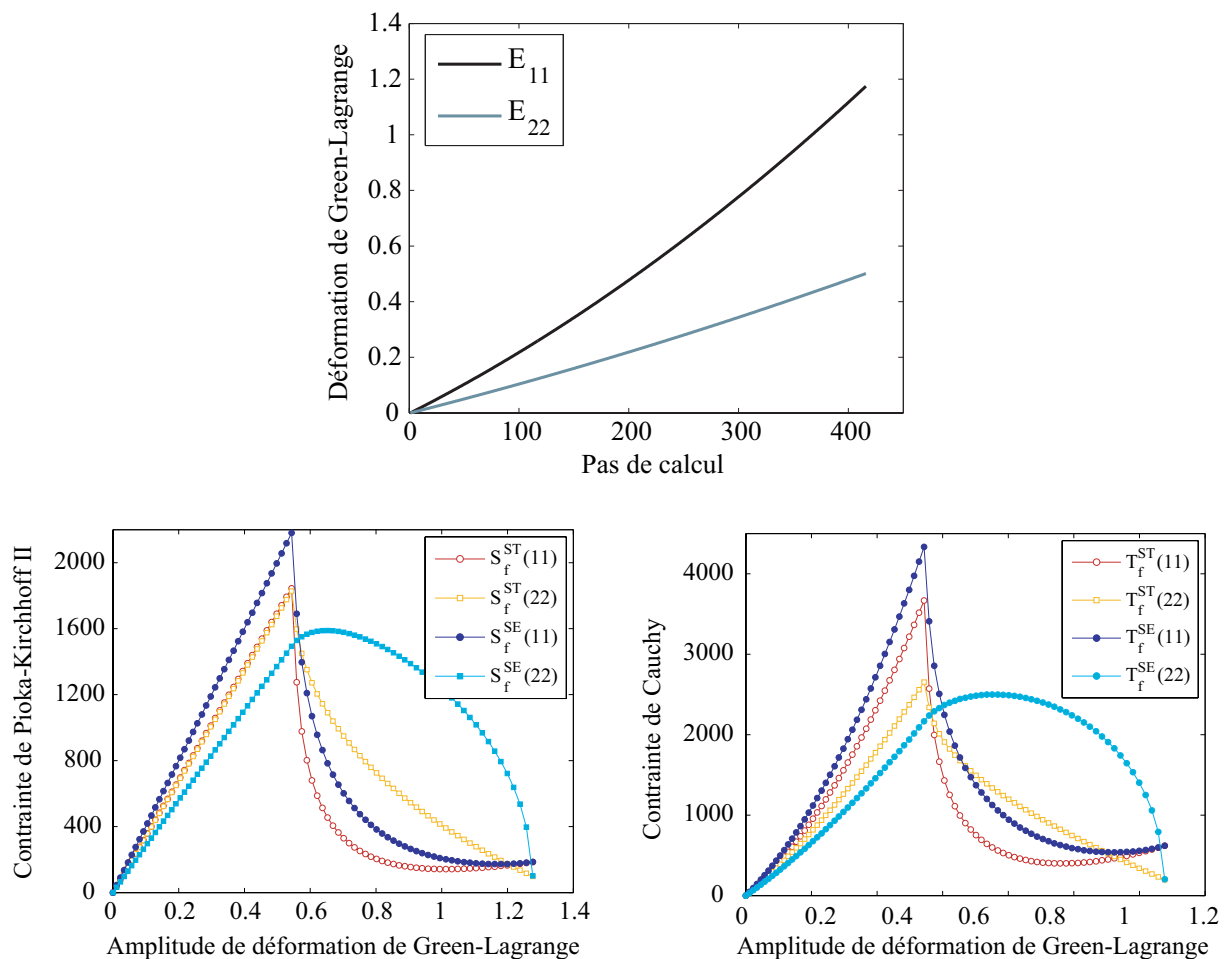 Déformation de Green-Lagrange
1.4
1.2
1
0.8
0.6
0.4
0.2
0
E11
E22
0 100 200 300 400
Pas de calcul
Contrainte de Pioka-Kirchhoff II
2000
1600
1200
800
400
0
S_f^ST(11)
S_f^ST(22)
S_f^SE(11)
S_f^SE(22)
0 0.2 0.4 0.6 0.8 1 1.2 1.4
Amplitude de déformation de Green-Lagrange
Contrainte de Cauchy
4000
3000
2000
1000
0
T_f^ST(11)
T_f^ST(22)
T_f^SE(11)
T_f^SE(22)
0 0.2 0.4 0.6 0.8 1 1.2
Amplitude de déformation de Green-Lagrange